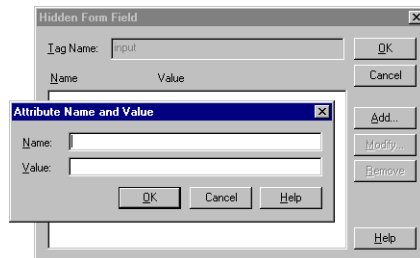 Hidden Form Field
Tag Name: input
OK
Name Value
Cancel
Attribute Name and Value
Add...
Name:
Modify...
Value:
Remove
OK Cancel Help
Help